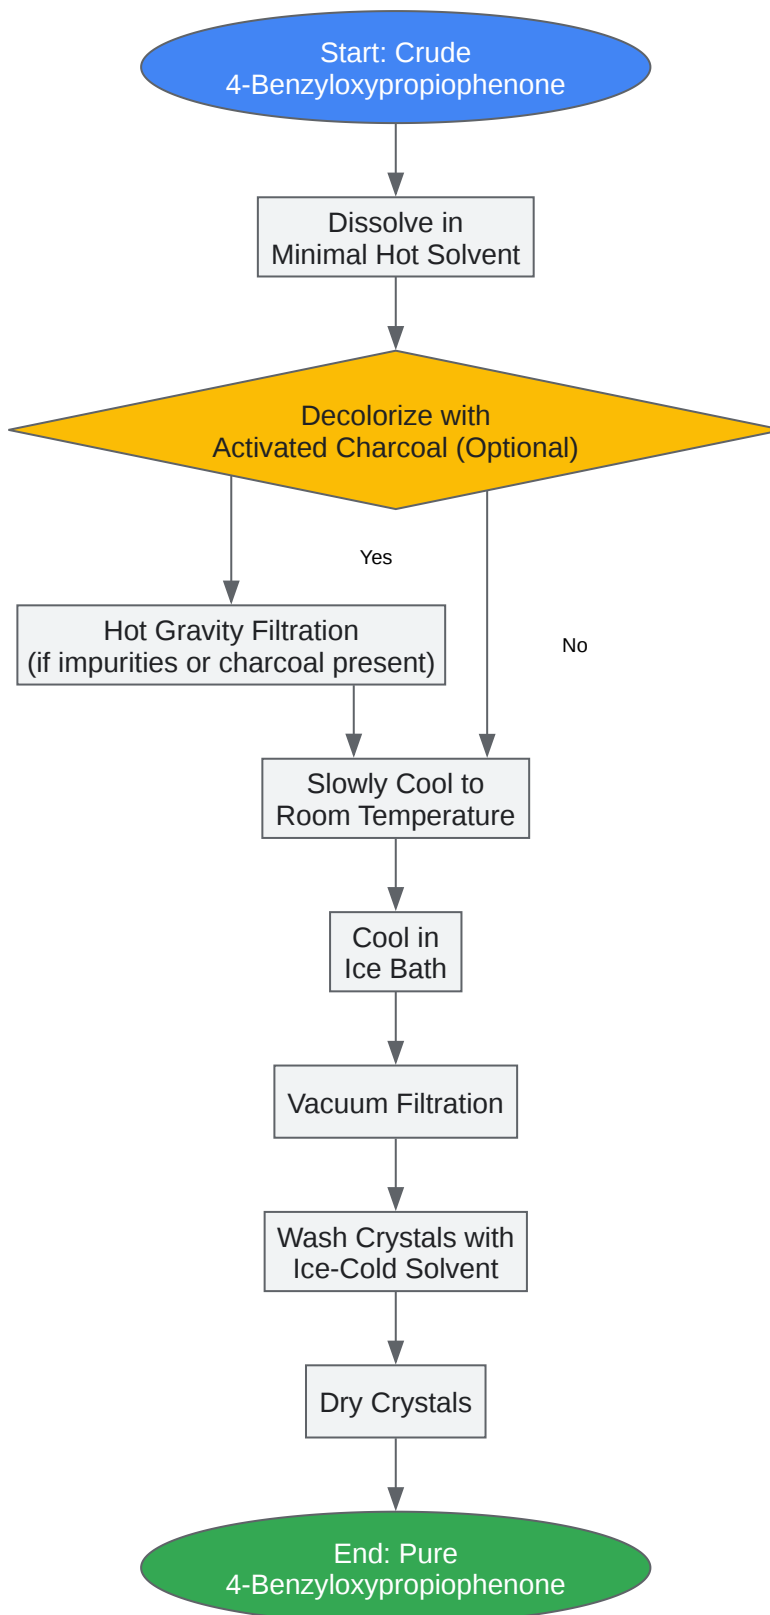 Start: Crude
4-Benzyloxypropiophenone
Dissolve in
Minimal Hot Solvent
Decolorize with
Activated Charcoal (Optional)
Yes
Hot Gravity Filtration
(if impurities or charcoal present)
No
Slowly Cool to
Room Temperature
Cool in
Ice Bath
Vacuum Filtration
Wash Crystals with
Ice-Cold Solvent
Dry Crystals
End: Pure
4-Benzyloxypropiophenone